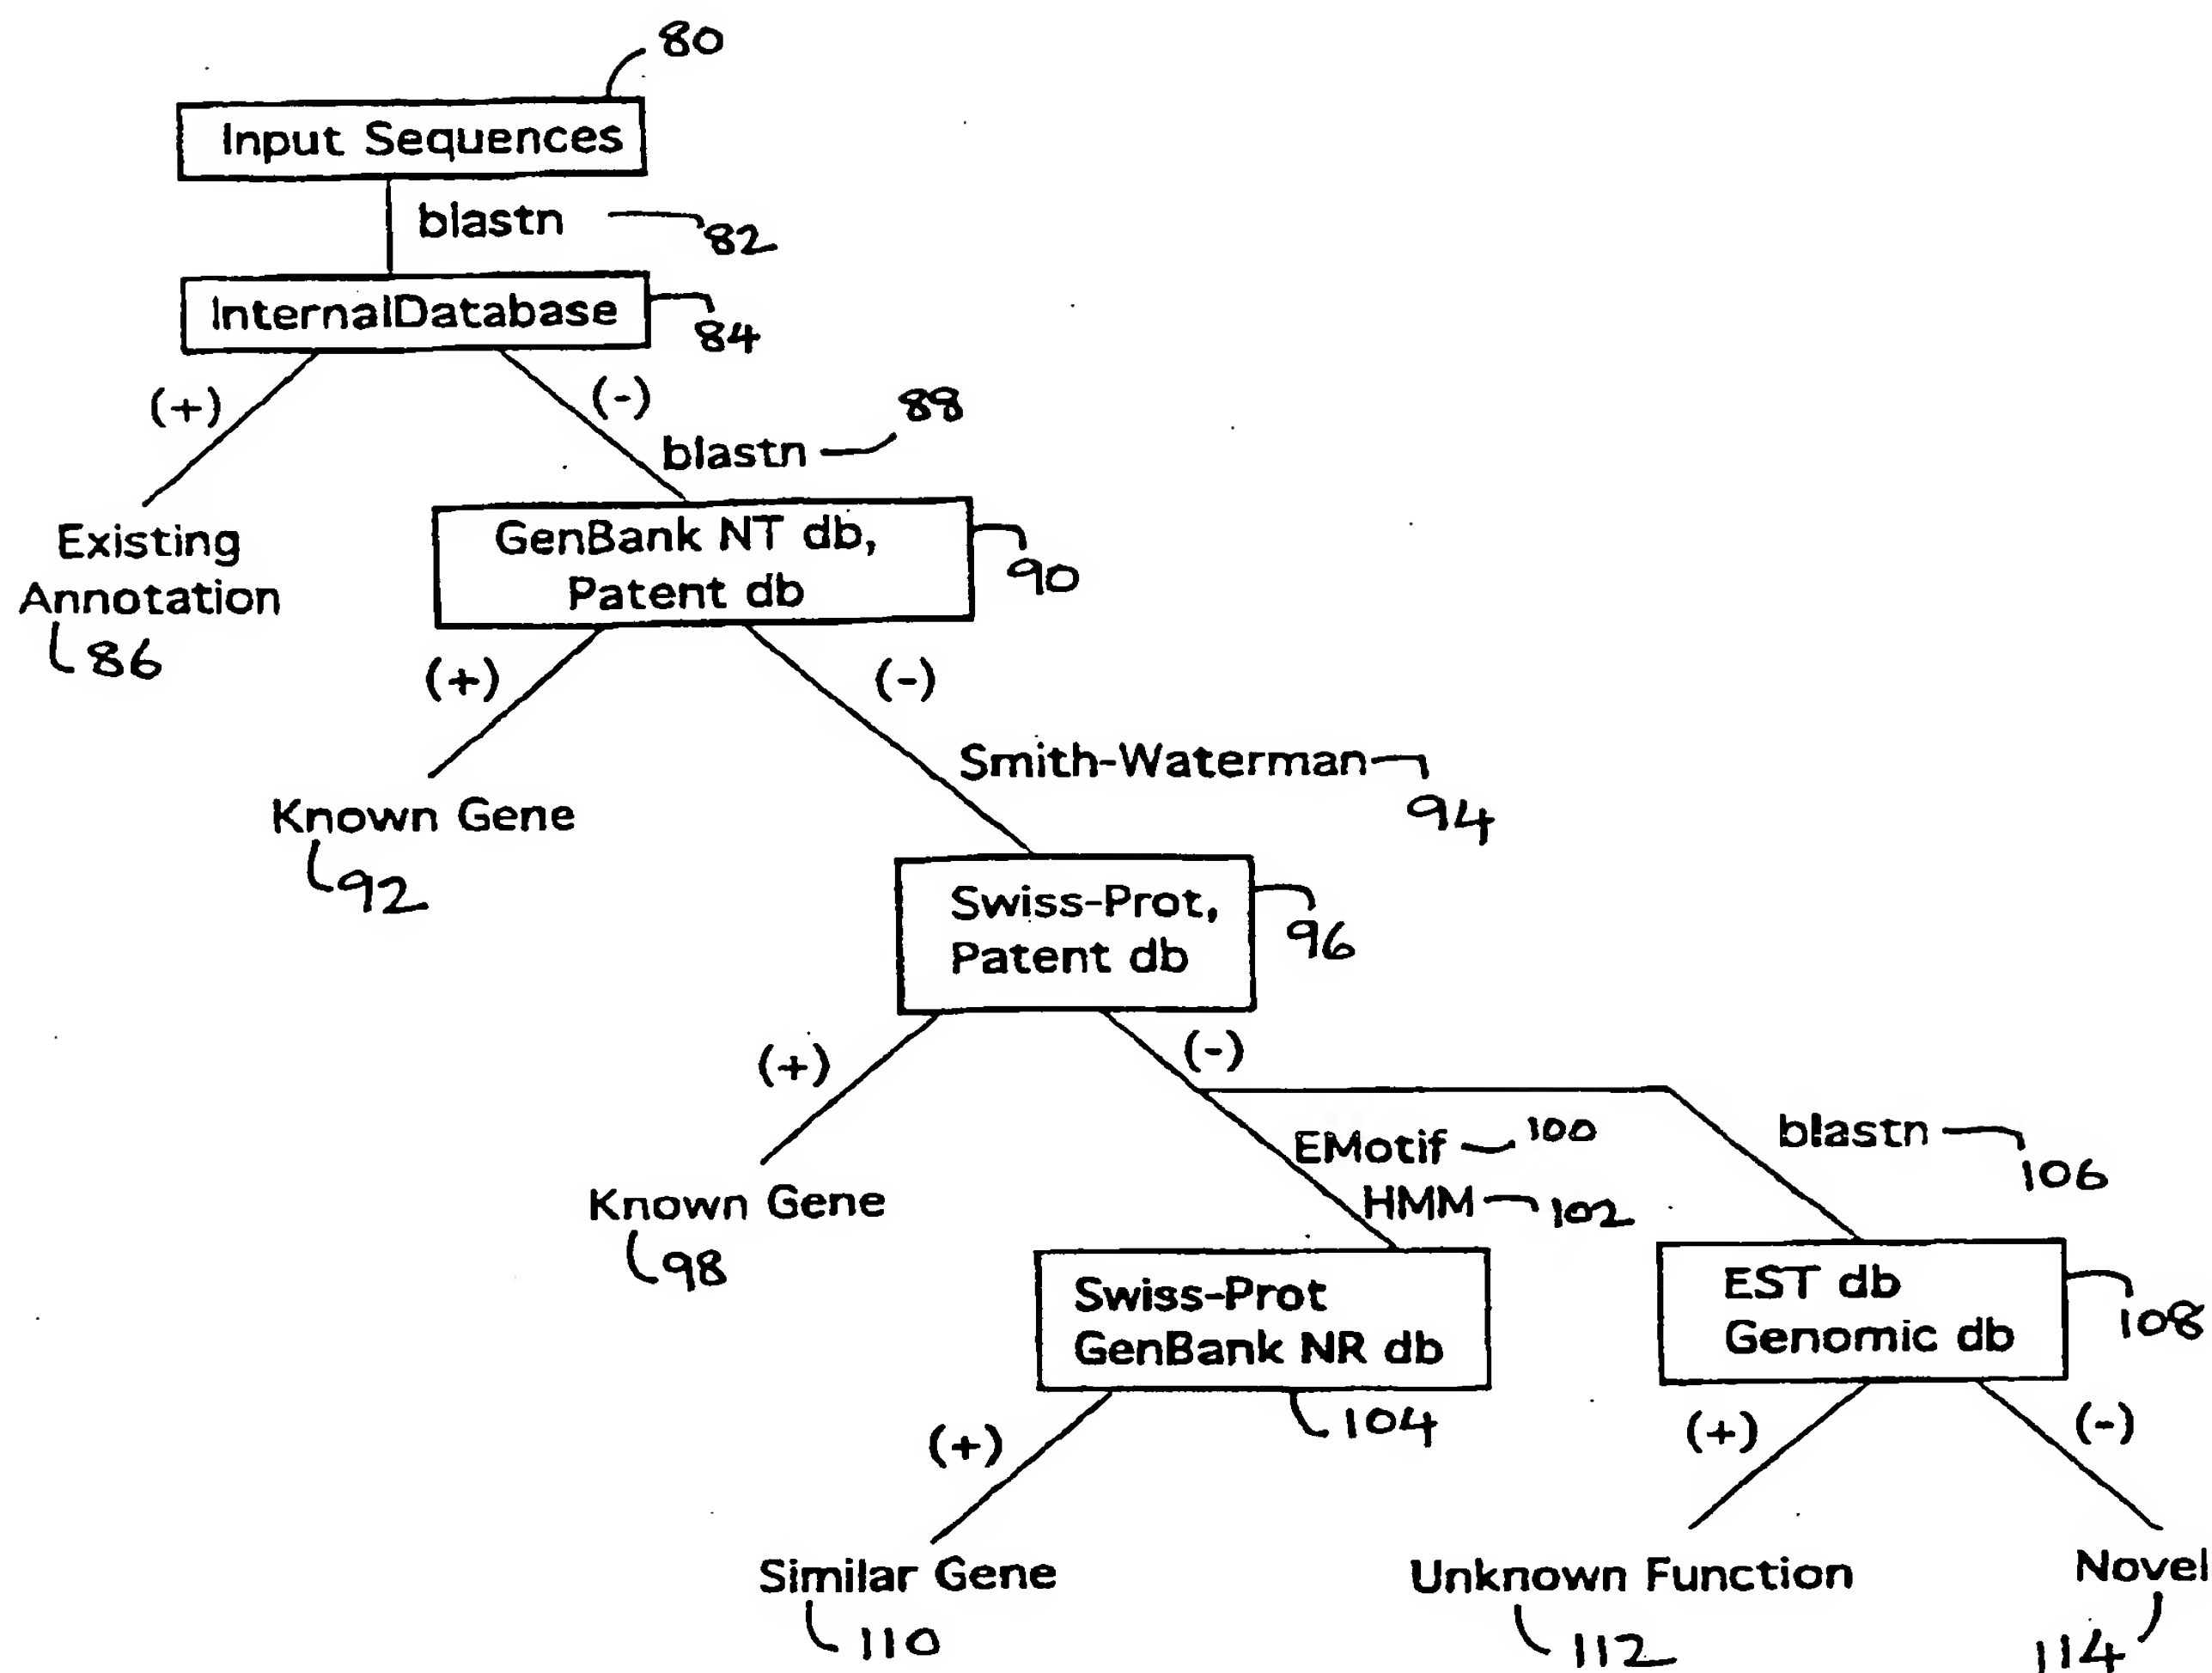 80
Input Sequences
blastn 82
InternalDatabase
84
(+)
(-)
88
blastn
Existing
Annotation
86
GenBank NT db,
Patent db
90
(+)
(-)
Known Gene
92
Smith-Waterman
94
Swiss-Prot,
Patent db
96
(+)
(-)
Known Gene
98
EMotif 100
HMM 102
blastn
106
Swiss-Prot
GenBank NR db
104
EST db
Genomic db
108
(+)
(+)
(-)
Similar Gene
110
Unknown Function
112
Novel
114